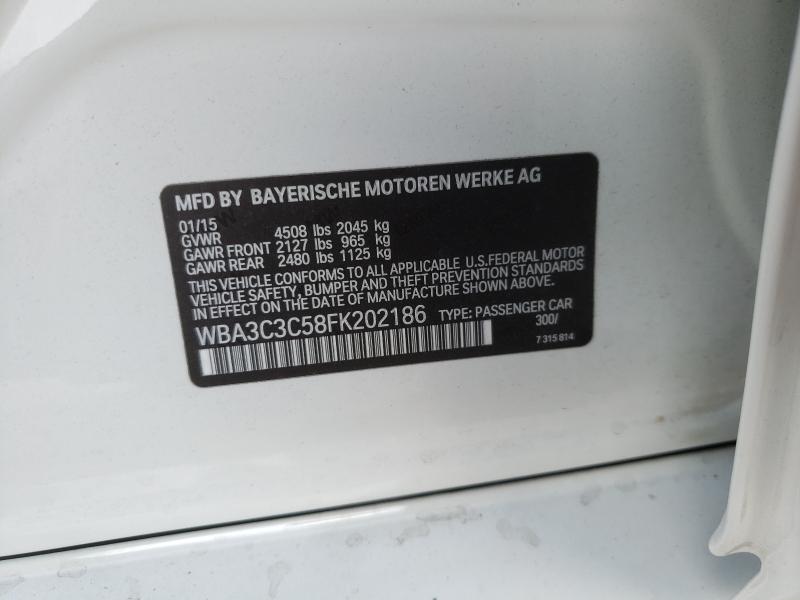 MFD BY BAYERISCHE MOTOREN WERKE AG
01/15
GVWR 4508 lbs 2045 kg
GAWR FRONT 2127 lbs 965 kg
GAWR REAR 2480 lbs 1125 kg
THIS VEHICLE CONFORMS TO ALL APPLICABLE U.S.FEDERAL MOTOR
VEHICLE SAFETY, BUMPER, AND THEFT PREVENTION STANDARDS
IN EFFECT ON THE DATE OF MANUFACTURE SHOWN ABOVE.
WBA3C3C58FK202186 TYPE: PASSENGER CAR
300/
7 315 814